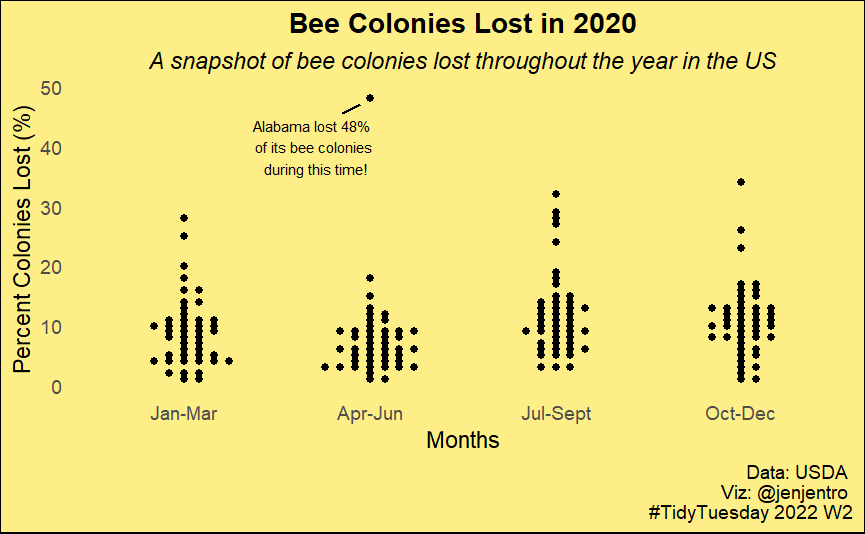 Bee Colonies Lost in 2020
A snapshot of bee colonies lost throughout the year in the US
Percent Colonies Lost (%)
50
40
30
20
10
0
Alabama lost 48%
of its bee colonies
during this time!
Jan-Mar
Apr-Jun
Jul-Sept
Oct-Dec
Months
Data: USDA
Viz: @jenjentro
#TidyTuesday 2022 W2